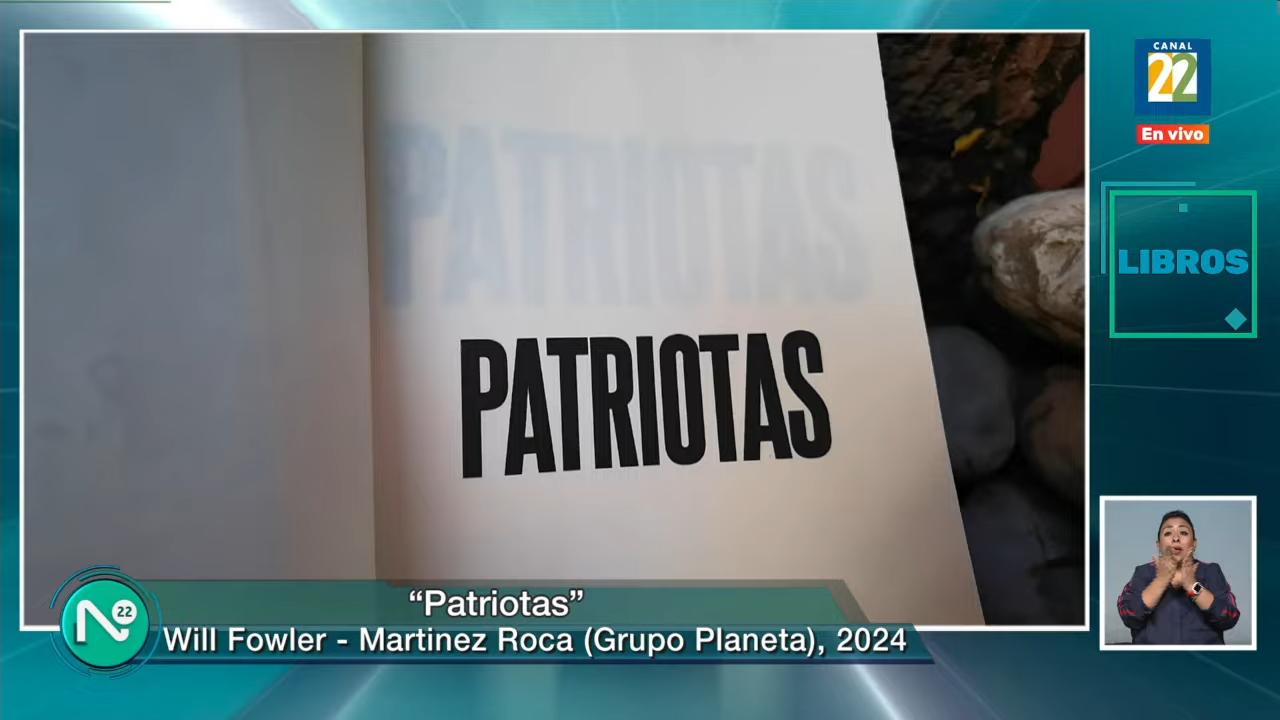 CANAL
22
En vivo
LIBROS
PATRIOTAS
PATRIOTAS
“Patriotas”
N 22
Will Fowler - Martinez Roca (Grupo Planeta), 2024